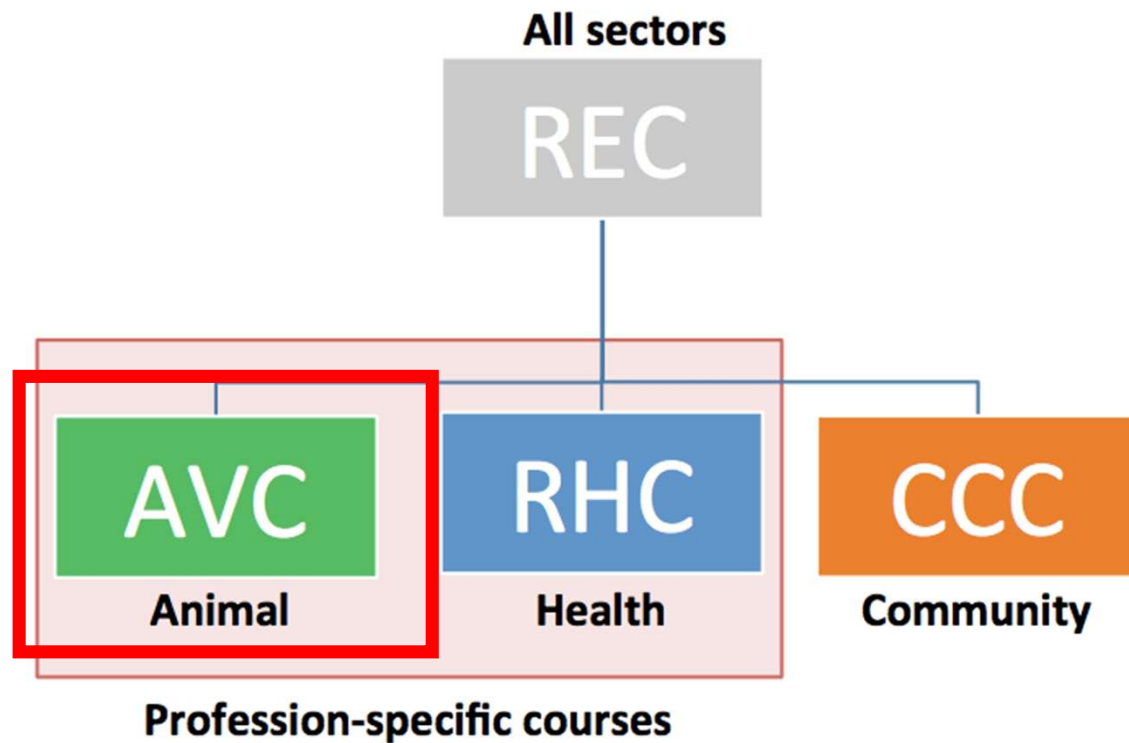 All sectors
REC
AVC
RHC
CCC
Animal
Health
Community
Profession-specific courses